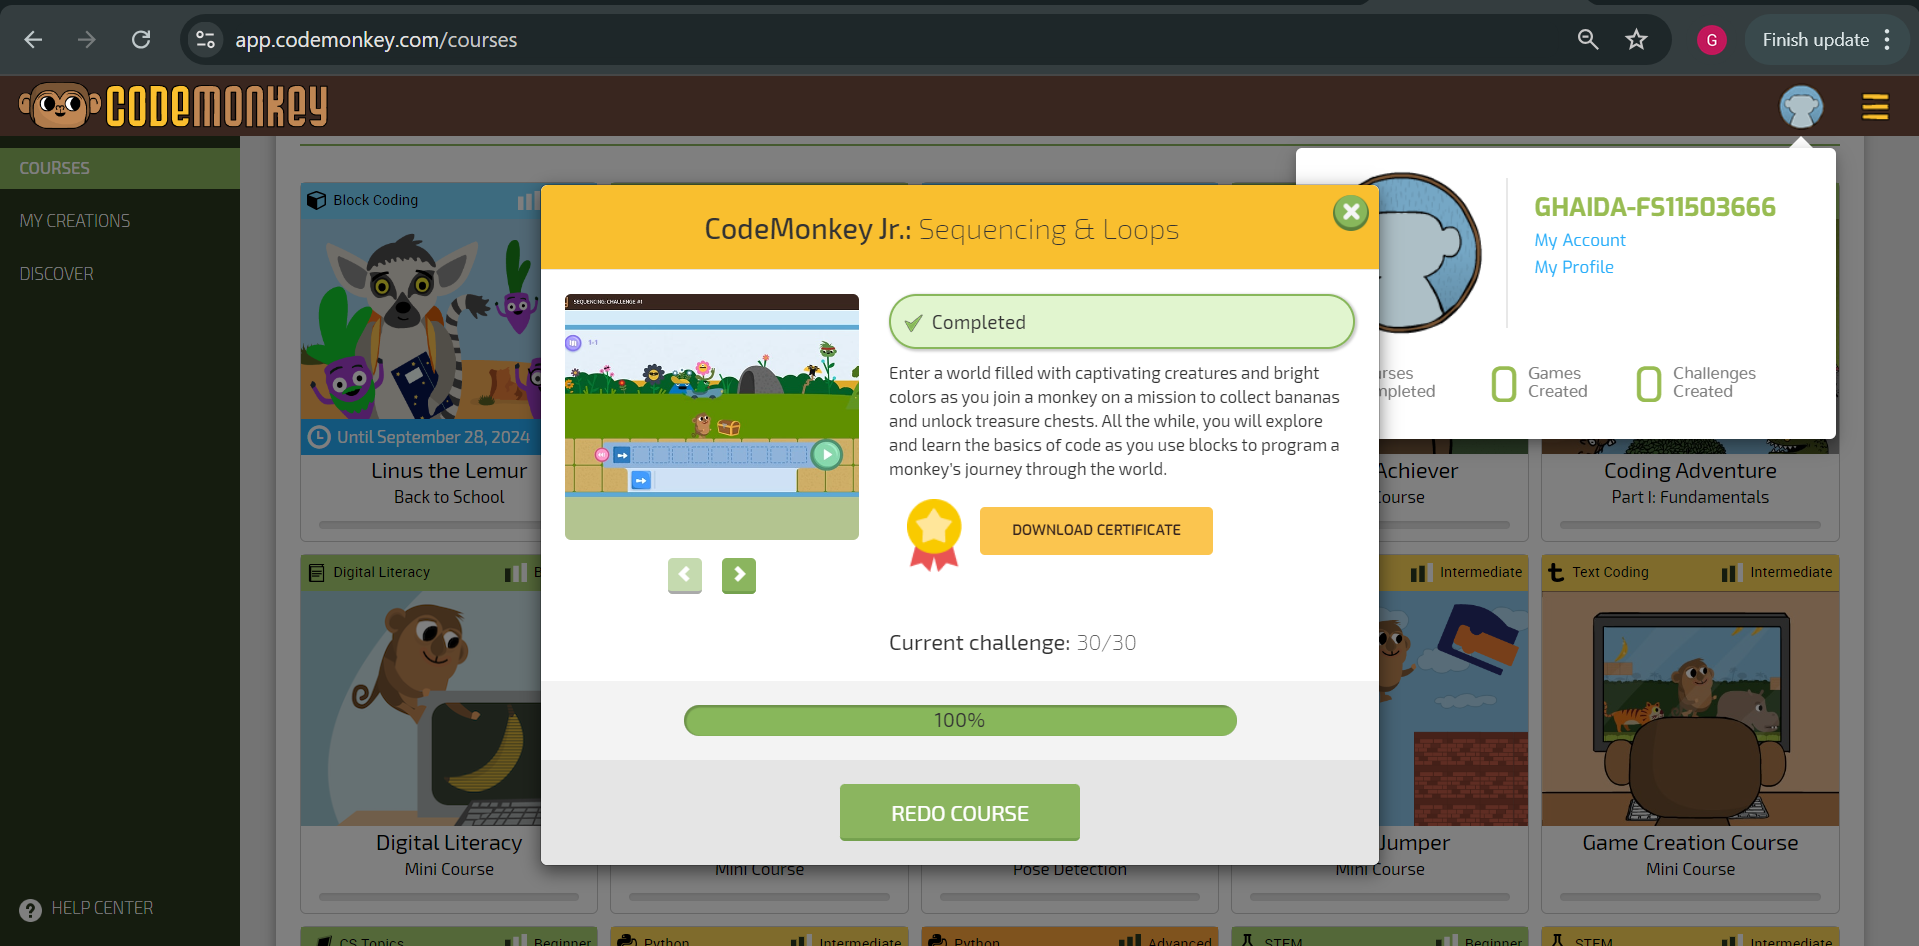 app.codemonkey.com/courses
G
Finish update
CODEMONKEY
COURSES
MY CREATIONS
DISCOVER
HELP CENTER
GHAIDA-FS11503666
My Account
My Profile
0 Games Created
0 Challenges Created
CodeMonkey Jr.: Sequencing & Loops
SEQUENCING: CHALLENGE #1
1-1
Completed
Enter a world filled with captivating creatures and bright
colors as you join a monkey on a mission to collect bananas
and unlock treasure chests. All the while, you will explore
and learn the basics of code as you use blocks to program a
monkey's journey through the world.
DOWNLOAD CERTIFICATE
Current challenge: 30/30
100%
REDO COURSE
Block Coding
Until September 28, 2024
Linus the Lemur
Back to School
Achiever
Course
Coding Adventure
Part I: Fundamentals
Digital Literacy
Digital Literacy
Mini Course
Mini Course
Pose Detection
Intermediate
Jumper
Mini Course
Text Coding
Intermediate
Game Creation Course
Mini Course
CS Topics
Beginner
Python
Intermediate
Python
Advanced
STEM
Beginner
STEM
Intermediate